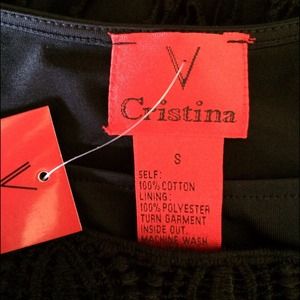 V
Cristina
S
SELF:
100% COTTON
LINING:
100% POLYESTER
TURN GARMENT
INSIDE OUT.
MACHINE WASH
V